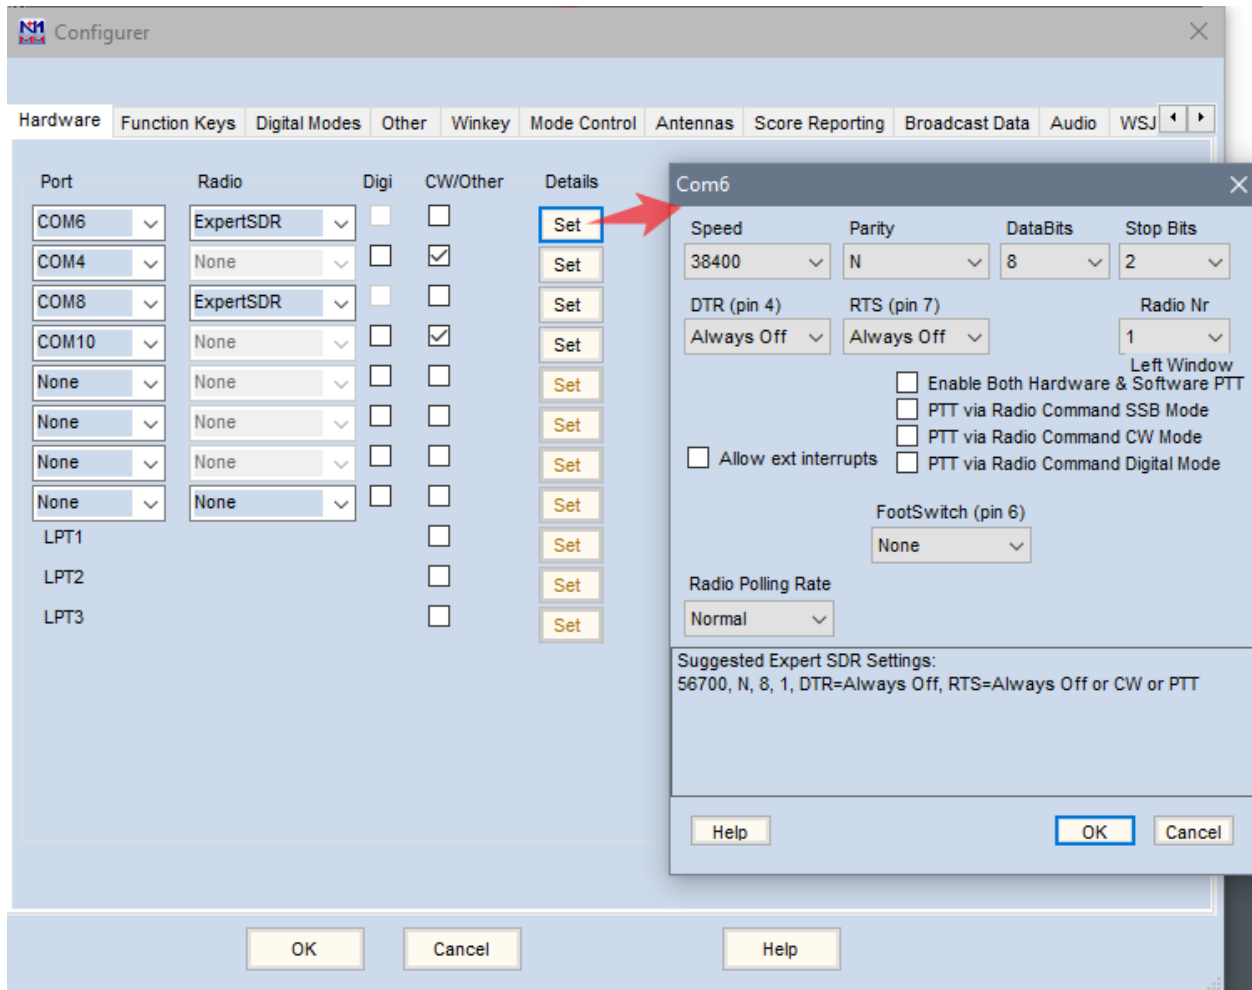 Configurer
Hardware Function Keys Digital Modes Other Winkey Mode Control Antennas Score Reporting Broadcast Data Audio WSJ
Port Radio Digi CW/Other Details
COM6 ExpertSDR Set
COM4 None Set
COM8 ExpertSDR Set
COM10 None Set
None None Set
None None Set
None None Set
None None Set
LPT1 Set
LPT2 Set
LPT3 Set
OK Cancel Help
Com6
Speed Parity DataBits Stop Bits
38400 N 8 2
DTR (pin 4) RTS (pin 7) Radio Nr
Always Off Always Off 1
Left Window
Enable Both Hardware & Software PTT
PTT via Radio Command SSB Mode
PTT via Radio Command CW Mode
Allow ext interrupts PTT via Radio Command Digital Mode
FootSwitch (pin 6)
None
Radio Polling Rate
Normal
Suggested Expert SDR Settings:
56700, N, 8, 1, DTR=Always Off, RTS=Always Off or CW or PTT
Help OK Cancel